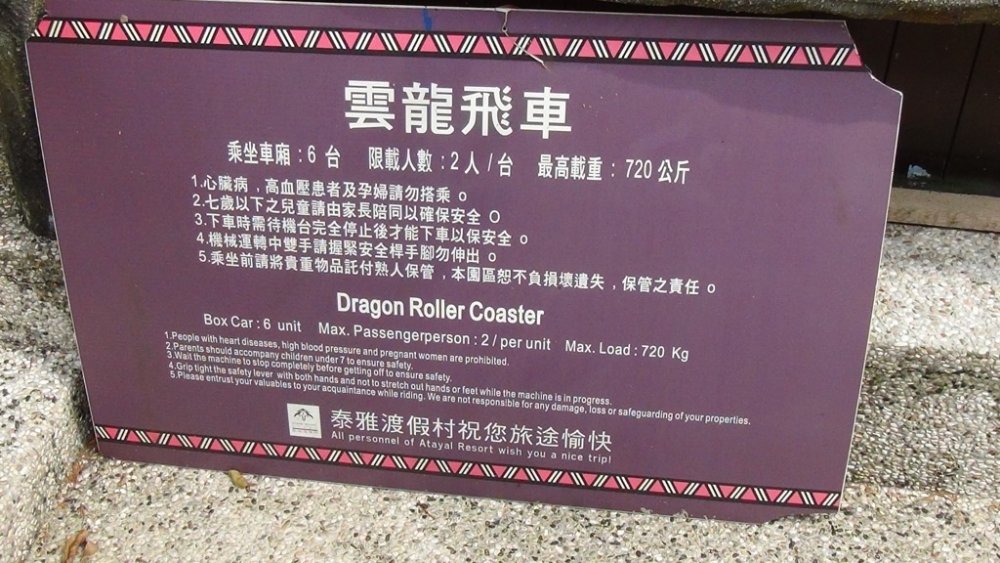 雲龍飛車
乘坐車廂：6 台 限載人數：2人/台 最高載重：720公斤
1.心臟病，高血壓患者及孕婦請勿搭乘。
2.七歲以下之兒童請由家長陪同以確保安全。
3.下車時需待機台完全停止後才能下車以保安全。
4.機械運轉中雙手請握緊安全桿手腳勿伸出。
5.乘坐前請將貴重物品託付熟人保管，本園區恕不負損壞遺失，保管之責任。
Dragon Roller Coaster
Box Car : 6 unit Max. Passengerperson : 2 / per unit Max. Load : 720 Kg
1.People with heart diseases, high blood pressure and pregnant women are prohibited.
2.Parents should accompany children under 7 to ensure safety.
3.Wait the machine to stop completely before getting off to ensure safety.
4.Grip tight the safety lever with both hands and not to stretch out hands or feet while the machine is in progress.
5.Please entrust your valuables to your acquaintance while riding. We are not responsible for any damage, loss or safeguarding of your properties.
泰雅渡假村祝您旅途愉快
All personnel of Atayal Resort wish you a nice trip!